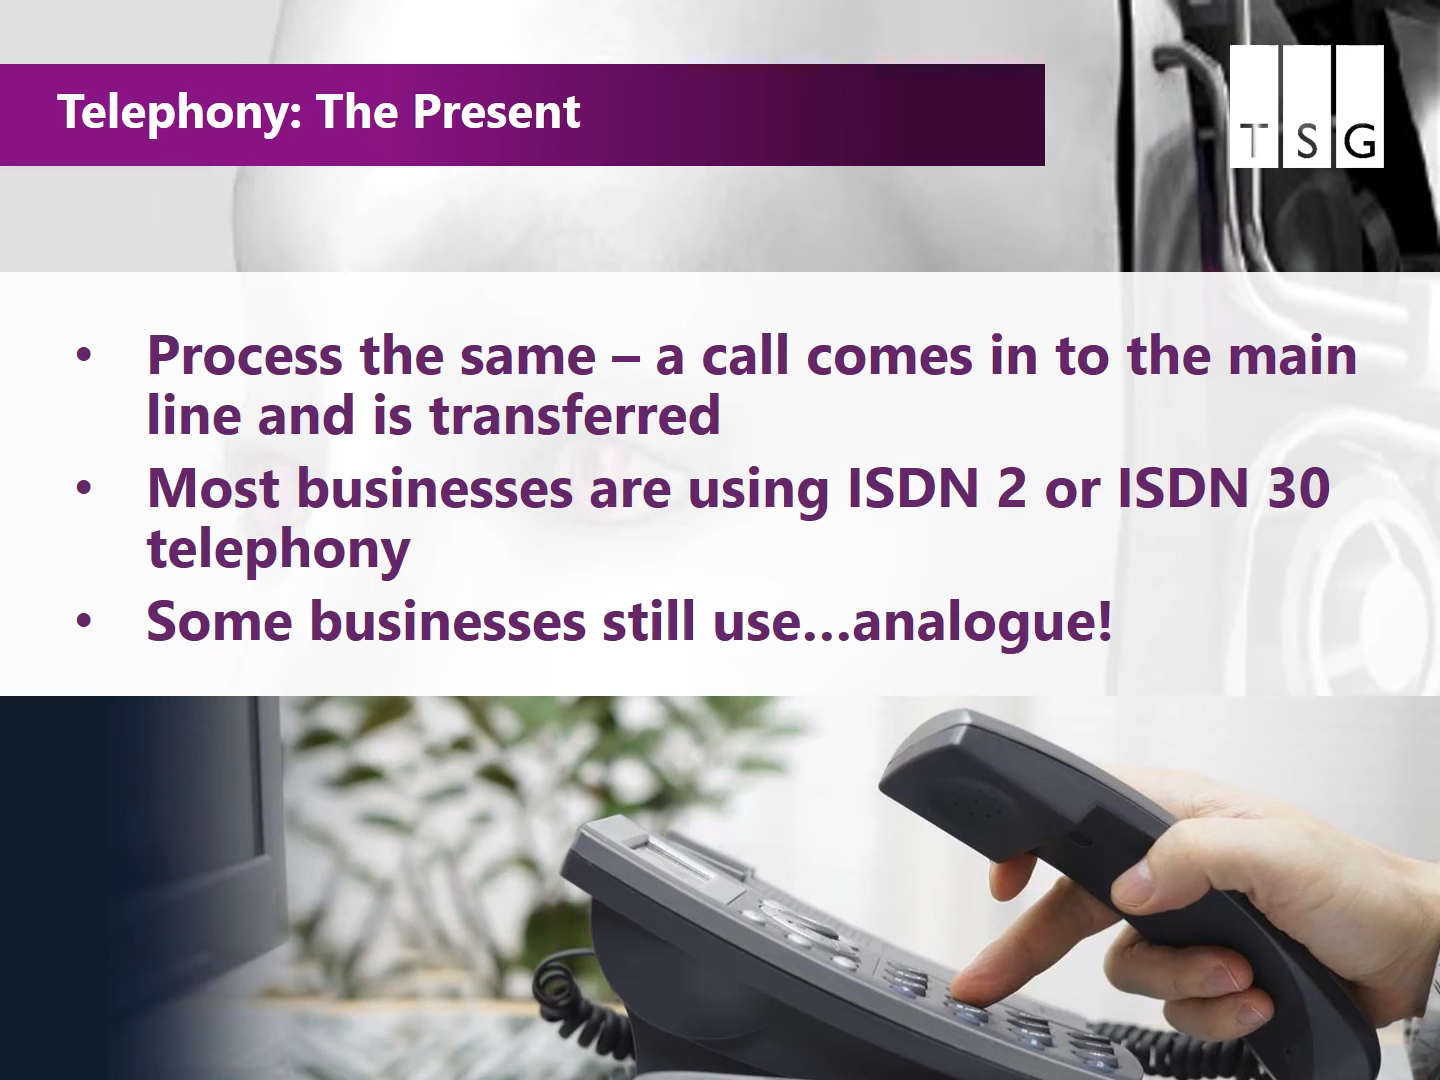 Telephony: The Present
T S G
• Process the same – a call comes in to the main
line and is transferred
• Most businesses are using ISDN 2 or ISDN 30
telephony
• Some businesses still use...analogue!